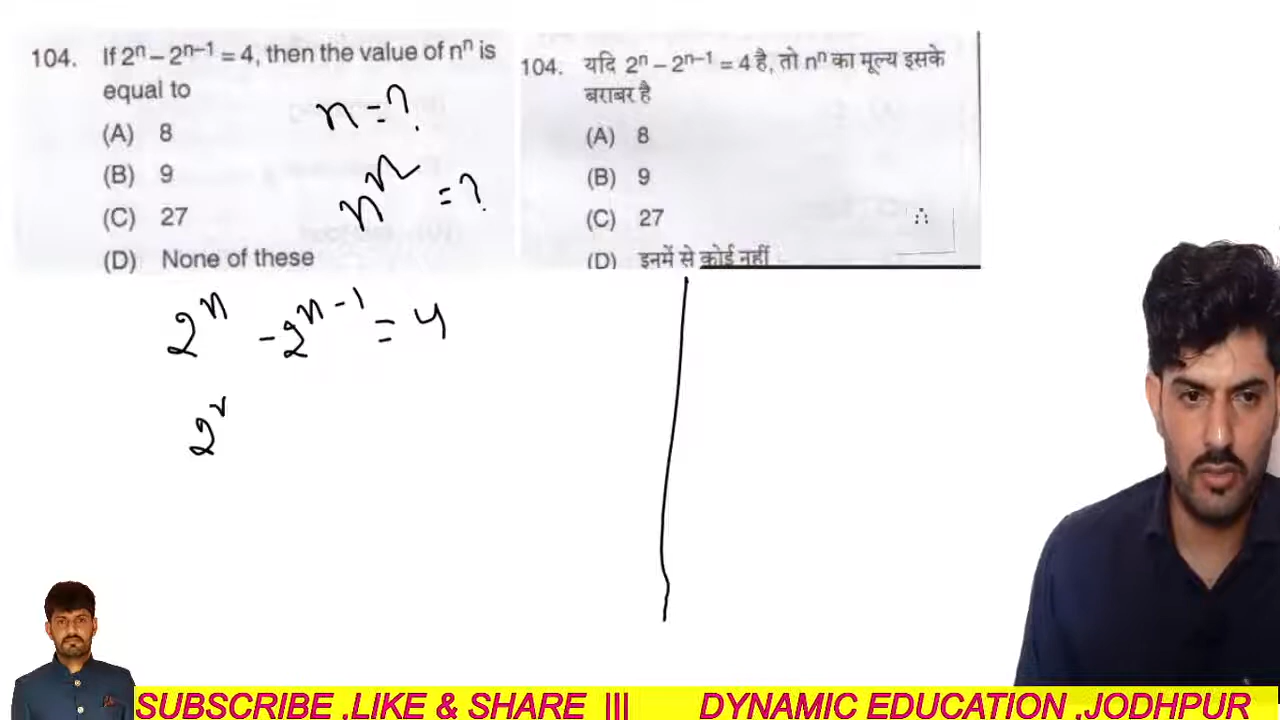 104. If 2ⁿ – 2ⁿ⁻¹ = 4, then the value of nⁿ is
equal to
(A) 8
(B) 9
(C) 27
(D) None of these
n = ?
nⁿ = ?
104. यदि 2ⁿ – 2ⁿ⁻¹ = 4 है, तो nⁿ का मूल्य इसके
बराबर है
(A) 8
(B) 9
(C) 27
(D) इनमें से कोई नहीं
2ⁿ - 2ⁿ⁻¹ = 4
2
SUBSCRIBE ,LIKE & SHARE ||| DYNAMIC EDUCATION ,JODHPUR